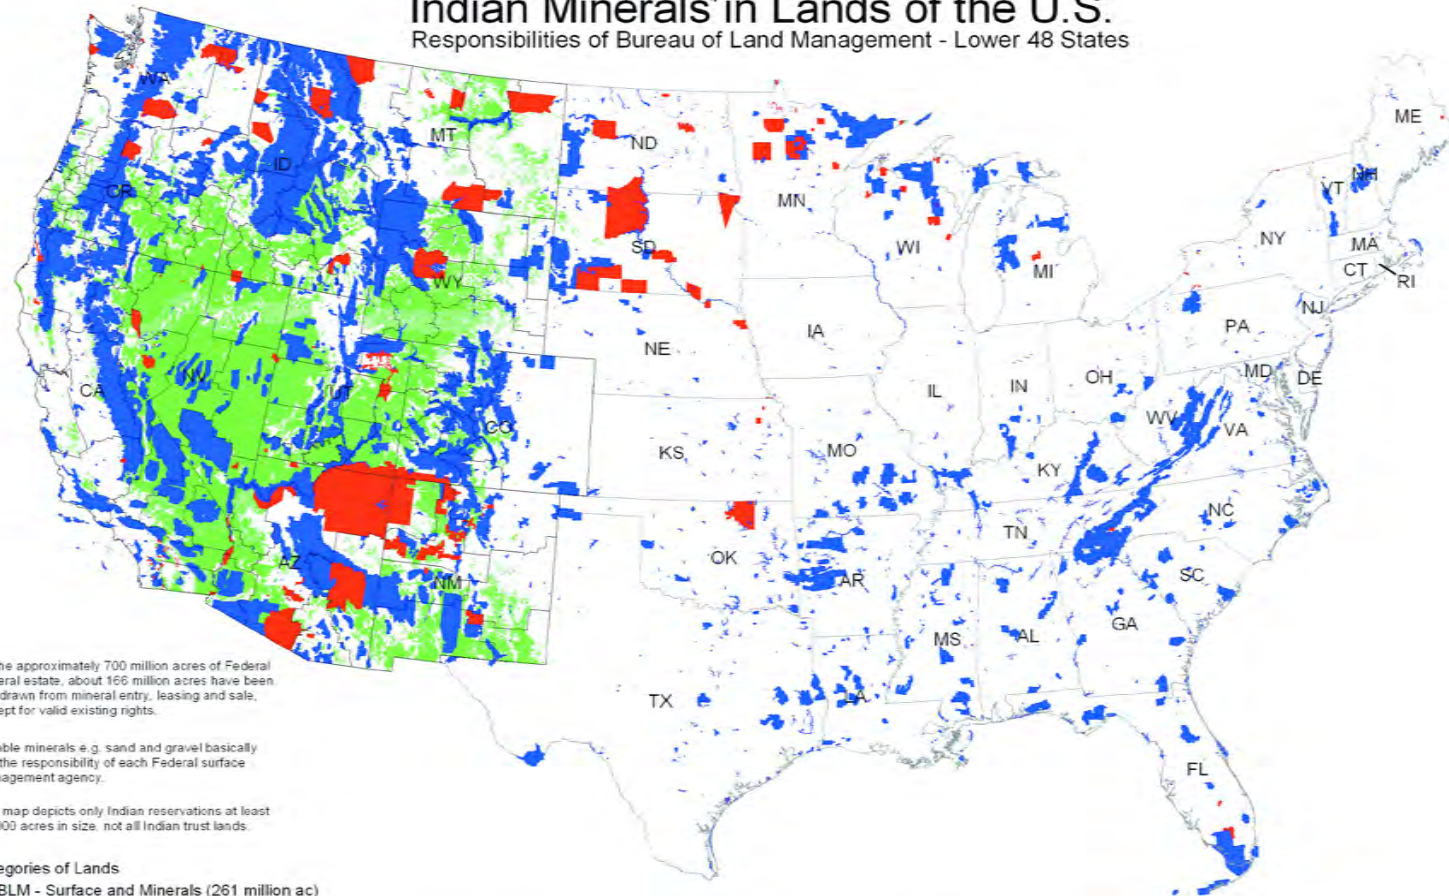 Indian Minerals in Lands of the U.S.
Responsibilities of Bureau of Land Management - Lower 48 States
WA
MT
ND
ME
ID
OR
MN
VT
NH
SD
WI
NY
MA
WY
MI
CT
RI
IA
NJ
PA
NE
NV
UT
CA
IL
IN
OH
MD
DE
CO
KS
MO
WV
VA
KY
NC
TN
AZ
NM
OK
AR
SC
MS
AL
GA
TX
LA
FL
he approximately 700 million acres of Federal
eral estate, about 166 million acres have been
drawn from mineral entry, leasing and sale,
ept for valid existing rights.
ble minerals e.g. sand and gravel basically
the responsibility of each Federal surface
agement agency.
map depicts only Indian reservations at least
00 acres in size, not all Indian trust lands.
egories of Lands
BLM - Surface and Minerals (261 million ac)